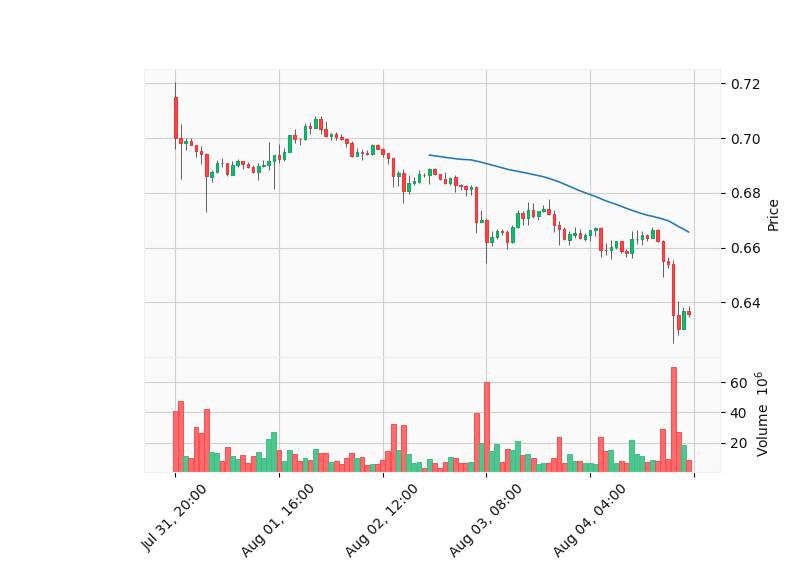 0.72
0.70
0.68
0.66
0.64
Price
60
40
20
Volume 10^6
Jul 31, 20:00
Aug 01, 16:00
Aug 02, 12:00
Aug 03, 08:00
Aug 04, 04:00